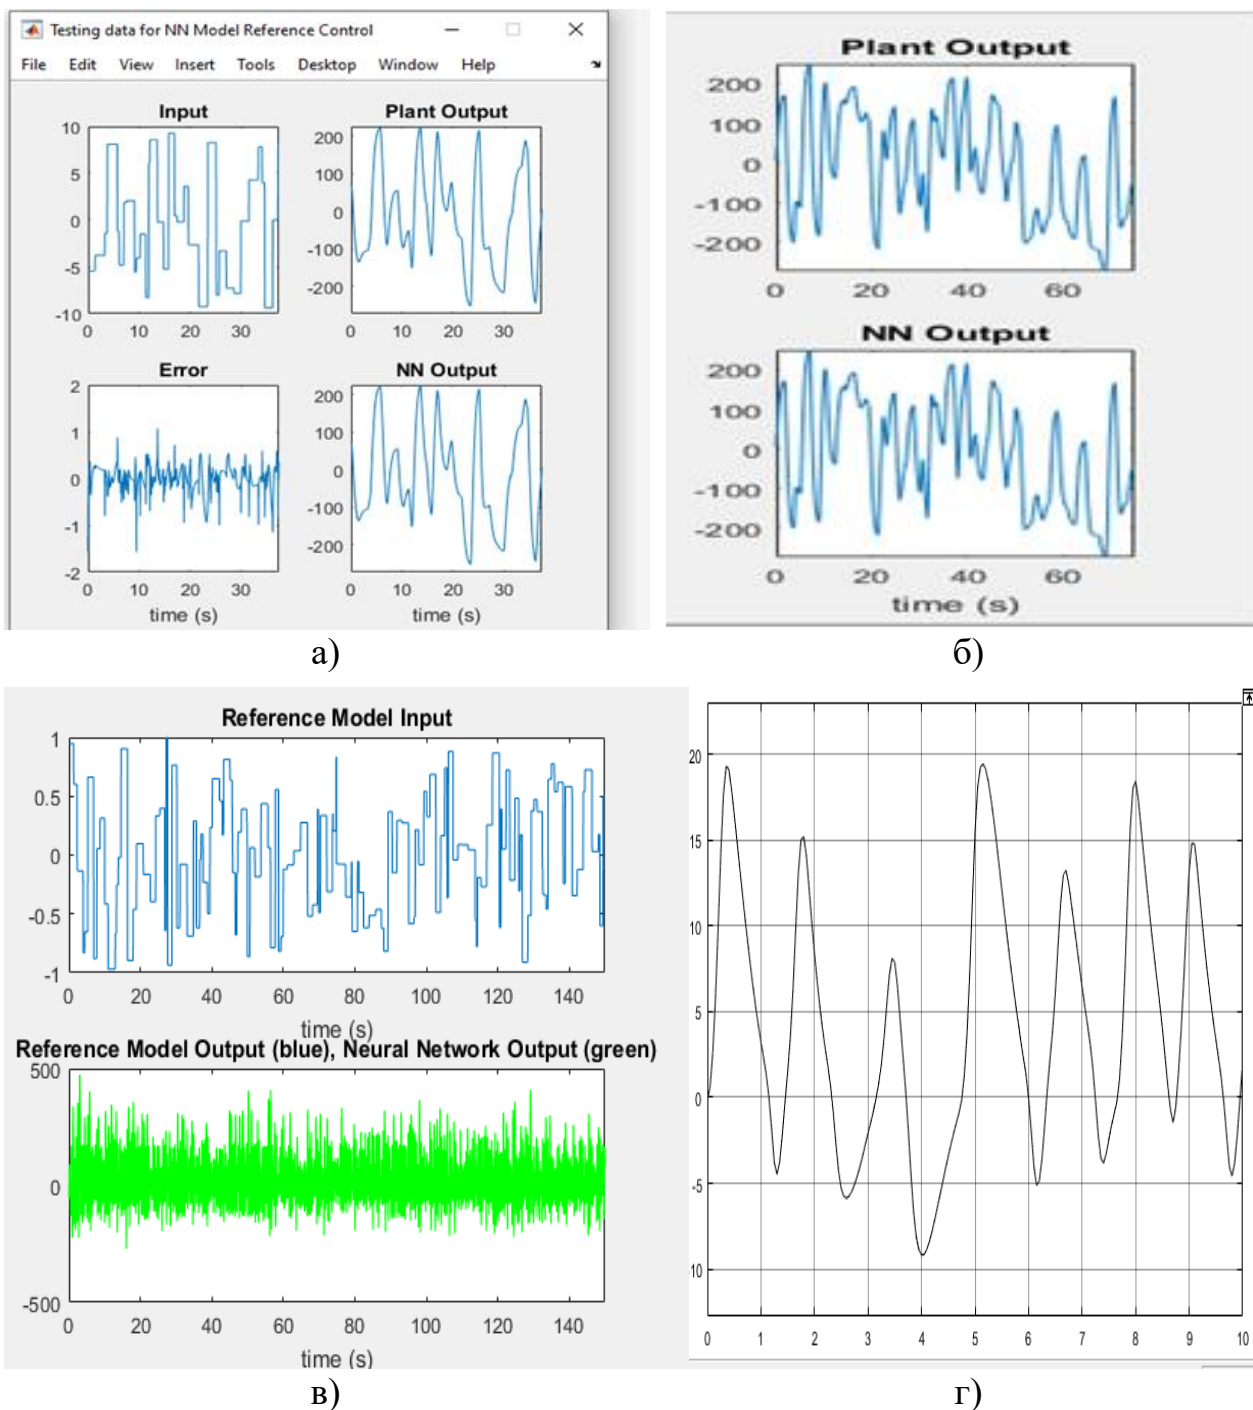 Testing data for NN Model Reference Control
File Edit View Insert Tools Desktop Window Help
Input
10
5
0
-5
-10
0 10 20 30
Plant Output
200
100
0
-100
-200
0 10 20 30
Error
2
1
0
-1
-2
0 10 20 30
time (s)
NN Output
200
100
0
-100
-200
0 10 20 30
time (s)
а)
Plant Output
200
100
0
-100
-200
0 20 40 60
NN Output
200
100
0
-100
-200
0 20 40 60
time (s)
б)
Reference Model Input
1
0.5
0
-0.5
-1
0 20 40 60 80 100 120 140
time (s)
Reference Model Output (blue), Neural Network Output (green)
500
0
-500
0 20 40 60 80 100 120 140
time (s)
в)
20
15
10
5
0
-5
10
0 1 2 3 4 5 6 7 8 9 10
г)